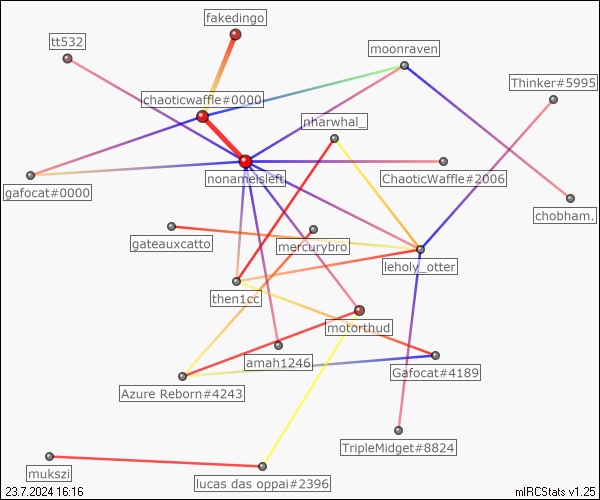 fakedingo
tt532
moonraven
Thinker#5995
chaoticwaffle#0000
nharwhal_
gafocat#0000
nonameisleft
ChaoticWaffle#2006
chobham.
gateauxcatto
mercurybro
leholy_otter
then1cc
motorthud
amah1246
Gafocat#4189
Azure Reborn#4243
TripleMidget#8824
mukszi
lucas das oppai#2396
23.7.2024 16:16
mIRCStats v1.25